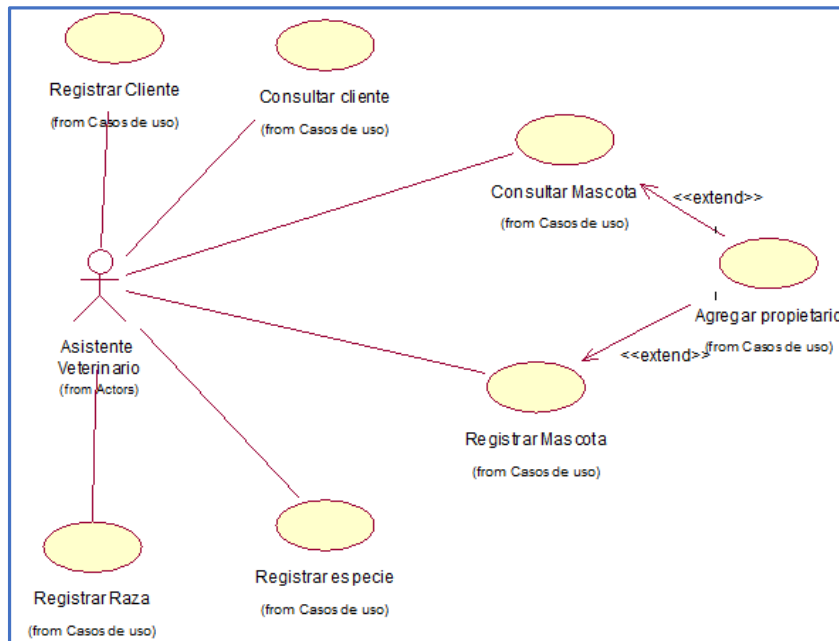 Registrar Cliente
(from Casos de uso)
Consultar cliente
(from Casos de uso)
Consultar Mascota
(from Casos de uso)
<<extend>>
Agregar propietario
(from Casos de uso)
<<extend>>
Asistente
Veterinario
(from Actors)
Registrar Mascota
(from Casos de uso)
Registrar especie
(from Casos de uso)
Registrar Raza
(from Casos de uso)